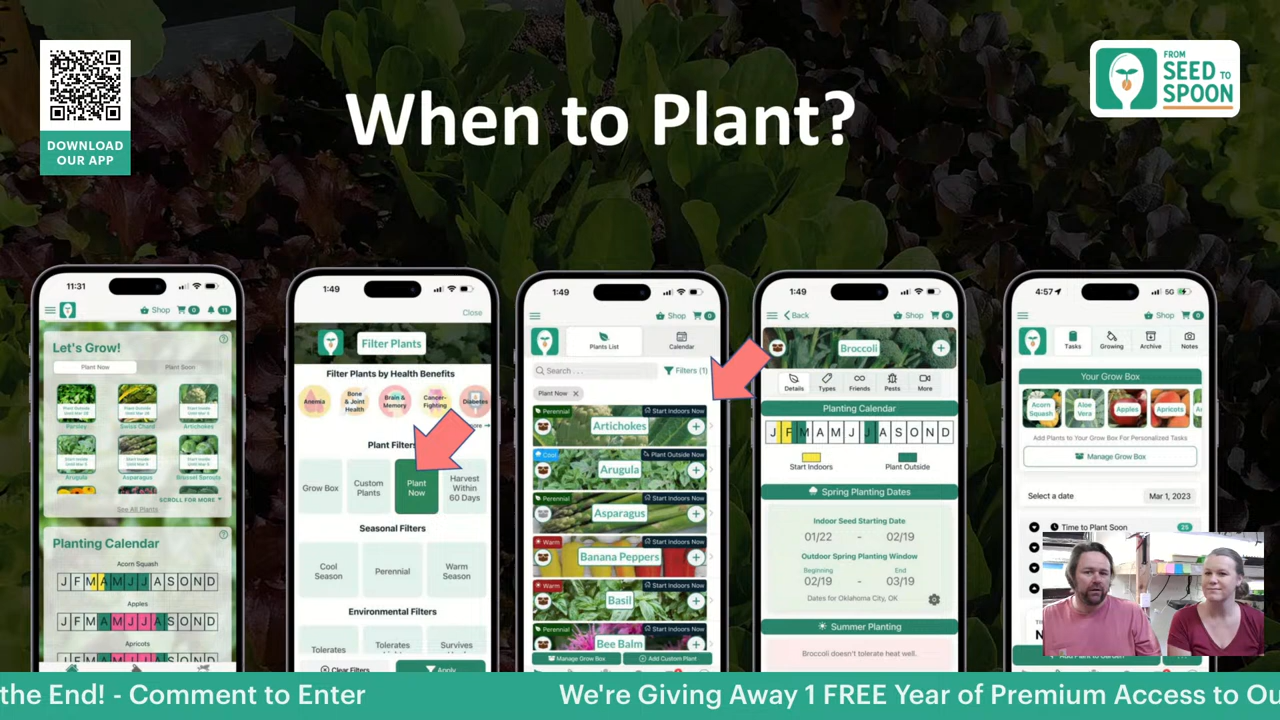 DOWNLOAD
OUR APP
When to Plant?
FROM
SEED TO
SPOON
11:31
Shop
0
11
Let's Grow!
Plant Now
Plant Soon
Parsley
Swiss Chard
Artichokes
Arugula
Asparagus
Brussel Sprouts
SCROLL FOR MORE
See All Plants
Planting Calendar
Acorn Squash
J F M A M J J A S O N D
Apples
J F M A M J J A S O N D
Apricots
J F M A M J J A S O N D
1:49
Close
Filter Plants
Filter Plants by Health Benefits
Anemia
Bone
& Joint
Health
Brain &
Memory
Cancer-
Fighting
Diabetes
Plant Filters
Grow Box
Custom
Plants
Plant
Now
Harvest
Within
60 Days
Seasonal Filters
Cool
Season
Perennial
Warm
Season
Environmental Filters
Tolerates
Tolerates
Survives
Clear Filters
Apply
1:49
Shop
0
Plants List
Calendar
Search . . .
Filters (1)
Plant Now
Perennial
Start Indoors Now
Artichokes
Cool
Plant Outside Now
Arugula
Perennial
Start Indoors Now
Asparagus
Warm
Start Indoors Now
Banana Peppers
Warm
Start Indoors Now
Basil
Perennial
Start Indoors Now
Bee Balm
Manage Grow Box
Add Custom Plant
1:49
Back
Shop
0
Broccoli
Details
Types
Friends
Pests
More
Planting Calendar
J F M A M J J A S O N D
Start Indoors
Plant Outside
Spring Planting Dates
Indoor Seed Starting Date
01/22 - 02/19
Outdoor Spring Planting Window
Beginning
End
02/19 - 03/19
Dates for Oklahoma City, OK
Summer Planting
Broccoli doesn't tolerate heat well.
4:57
5G
Shop
0
Tasks
Growing
Archive
Notes
Your Grow Box
Acorn
Squash
Aloe
Vera
Apples
Apricots
Add Plants to Your Grow Box For Personalized Tasks
Manage Grow Box
Select a date
Mar 1, 2023
Time to Plant Soon
25
the End! - Comment to Enter
We're Giving Away 1 FREE Year of Premium Access to Ou